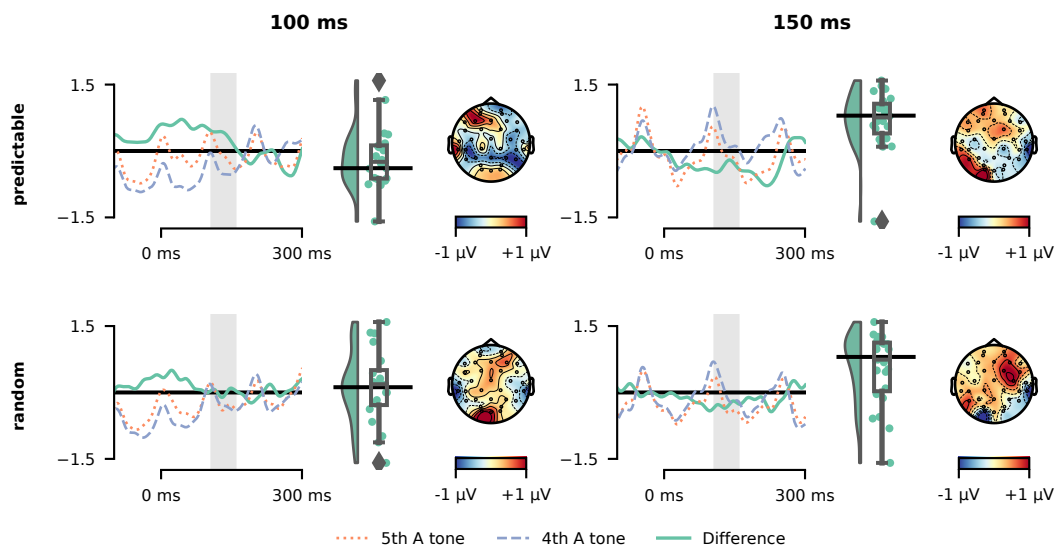 100 ms 150 ms
predictable
1.5 1.5
−1.5 −1.5
0 ms 300 ms -1 µV +1 µV 0 ms 300 ms -1 µV +1 µV
random
1.5 1.5
−1.5 −1.5
0 ms 300 ms -1 µV +1 µV 0 ms 300 ms -1 µV +1 µV
5th A tone 4th A tone Difference